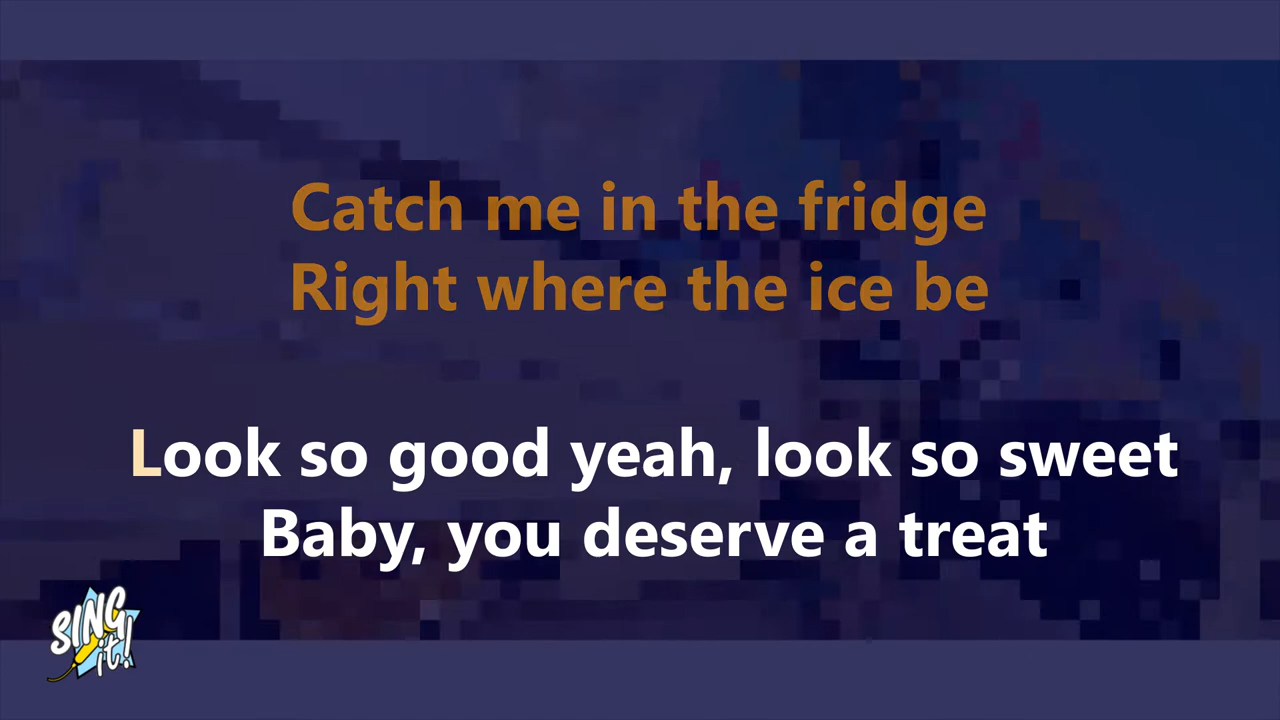 Catch me in the fridge
Right where the ice be
Look so good yeah, look so sweet
Baby, you deserve a treat
SING
it!